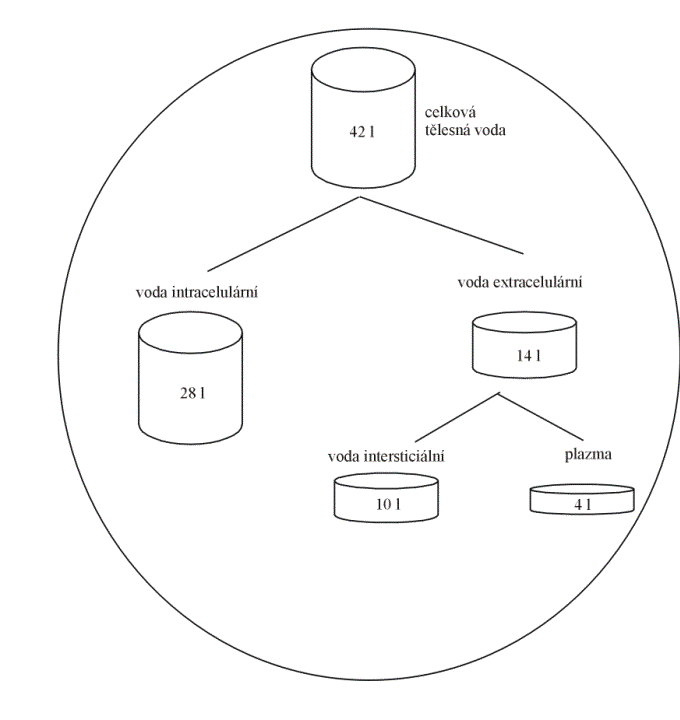 42 l
celková
tělesná voda
voda intracelulární
voda extracelulární
28 l
14 l
voda intersticiální
plazma
10 l
4 l